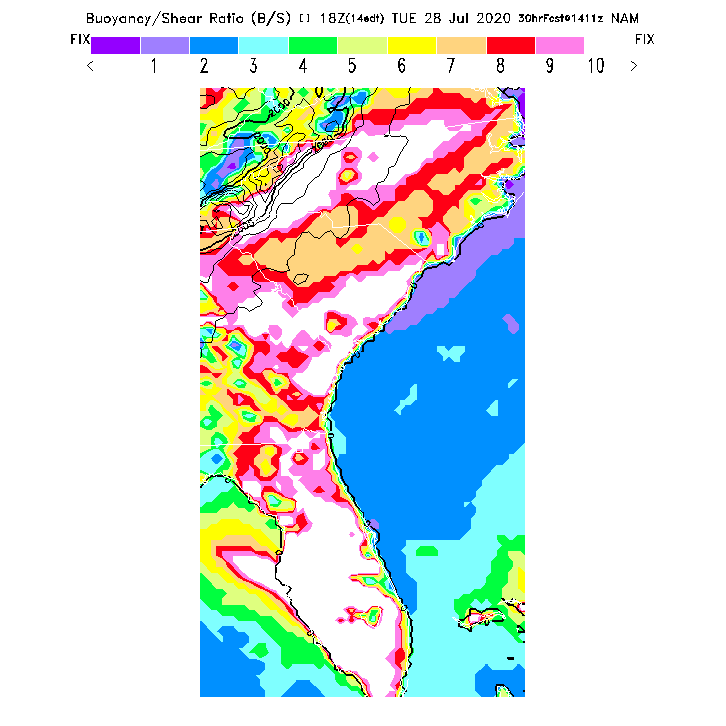 Buoyancy/Shear Ratio (B/S) [] 18Z(14edt) TUE 28 Jul 2020 30hrFcst@1411z NAM
FIX FIX
< 1 2 3 4 5 6 7 8 9 10 >
2000